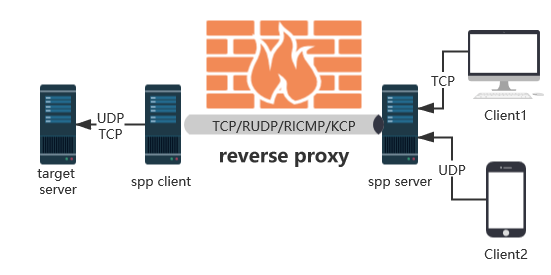 TCP
Client1
UDP
TCP
TCP/RUDP/RICMP/KCP
reverse proxy
target
server
spp client
spp server
UDP
Client2